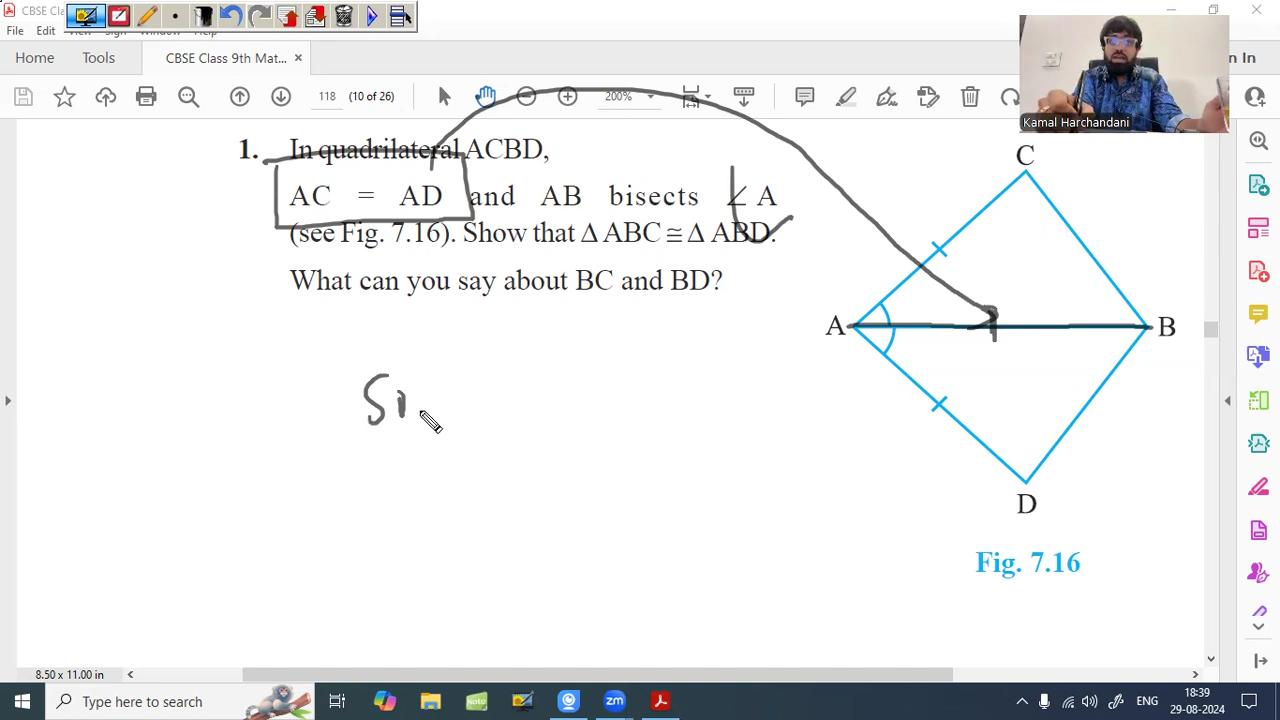 CBSE Class
File
Edit
Sign
Window
Home
Tools
CBSE Class 9th Mat...
×
In
118
(10 of 26)
200%
Kamal Harchandani
1. In quadrilateral ACBD,
AC = AD and AB bisects ∠ A
(see Fig. 7.16). Show that Δ ABC ≅ Δ ABD.
What can you say about BC and BD?
C
A
B
D
Fig. 7.16
8.50 x 11.00 in
Type here to search
ENG
18:39
29-08-2024